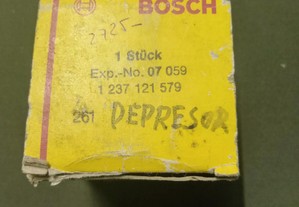 BOSCH
2725-
1 Stück
Exp.-No. 07 059
1 237 121 579
261 DEPRESOR